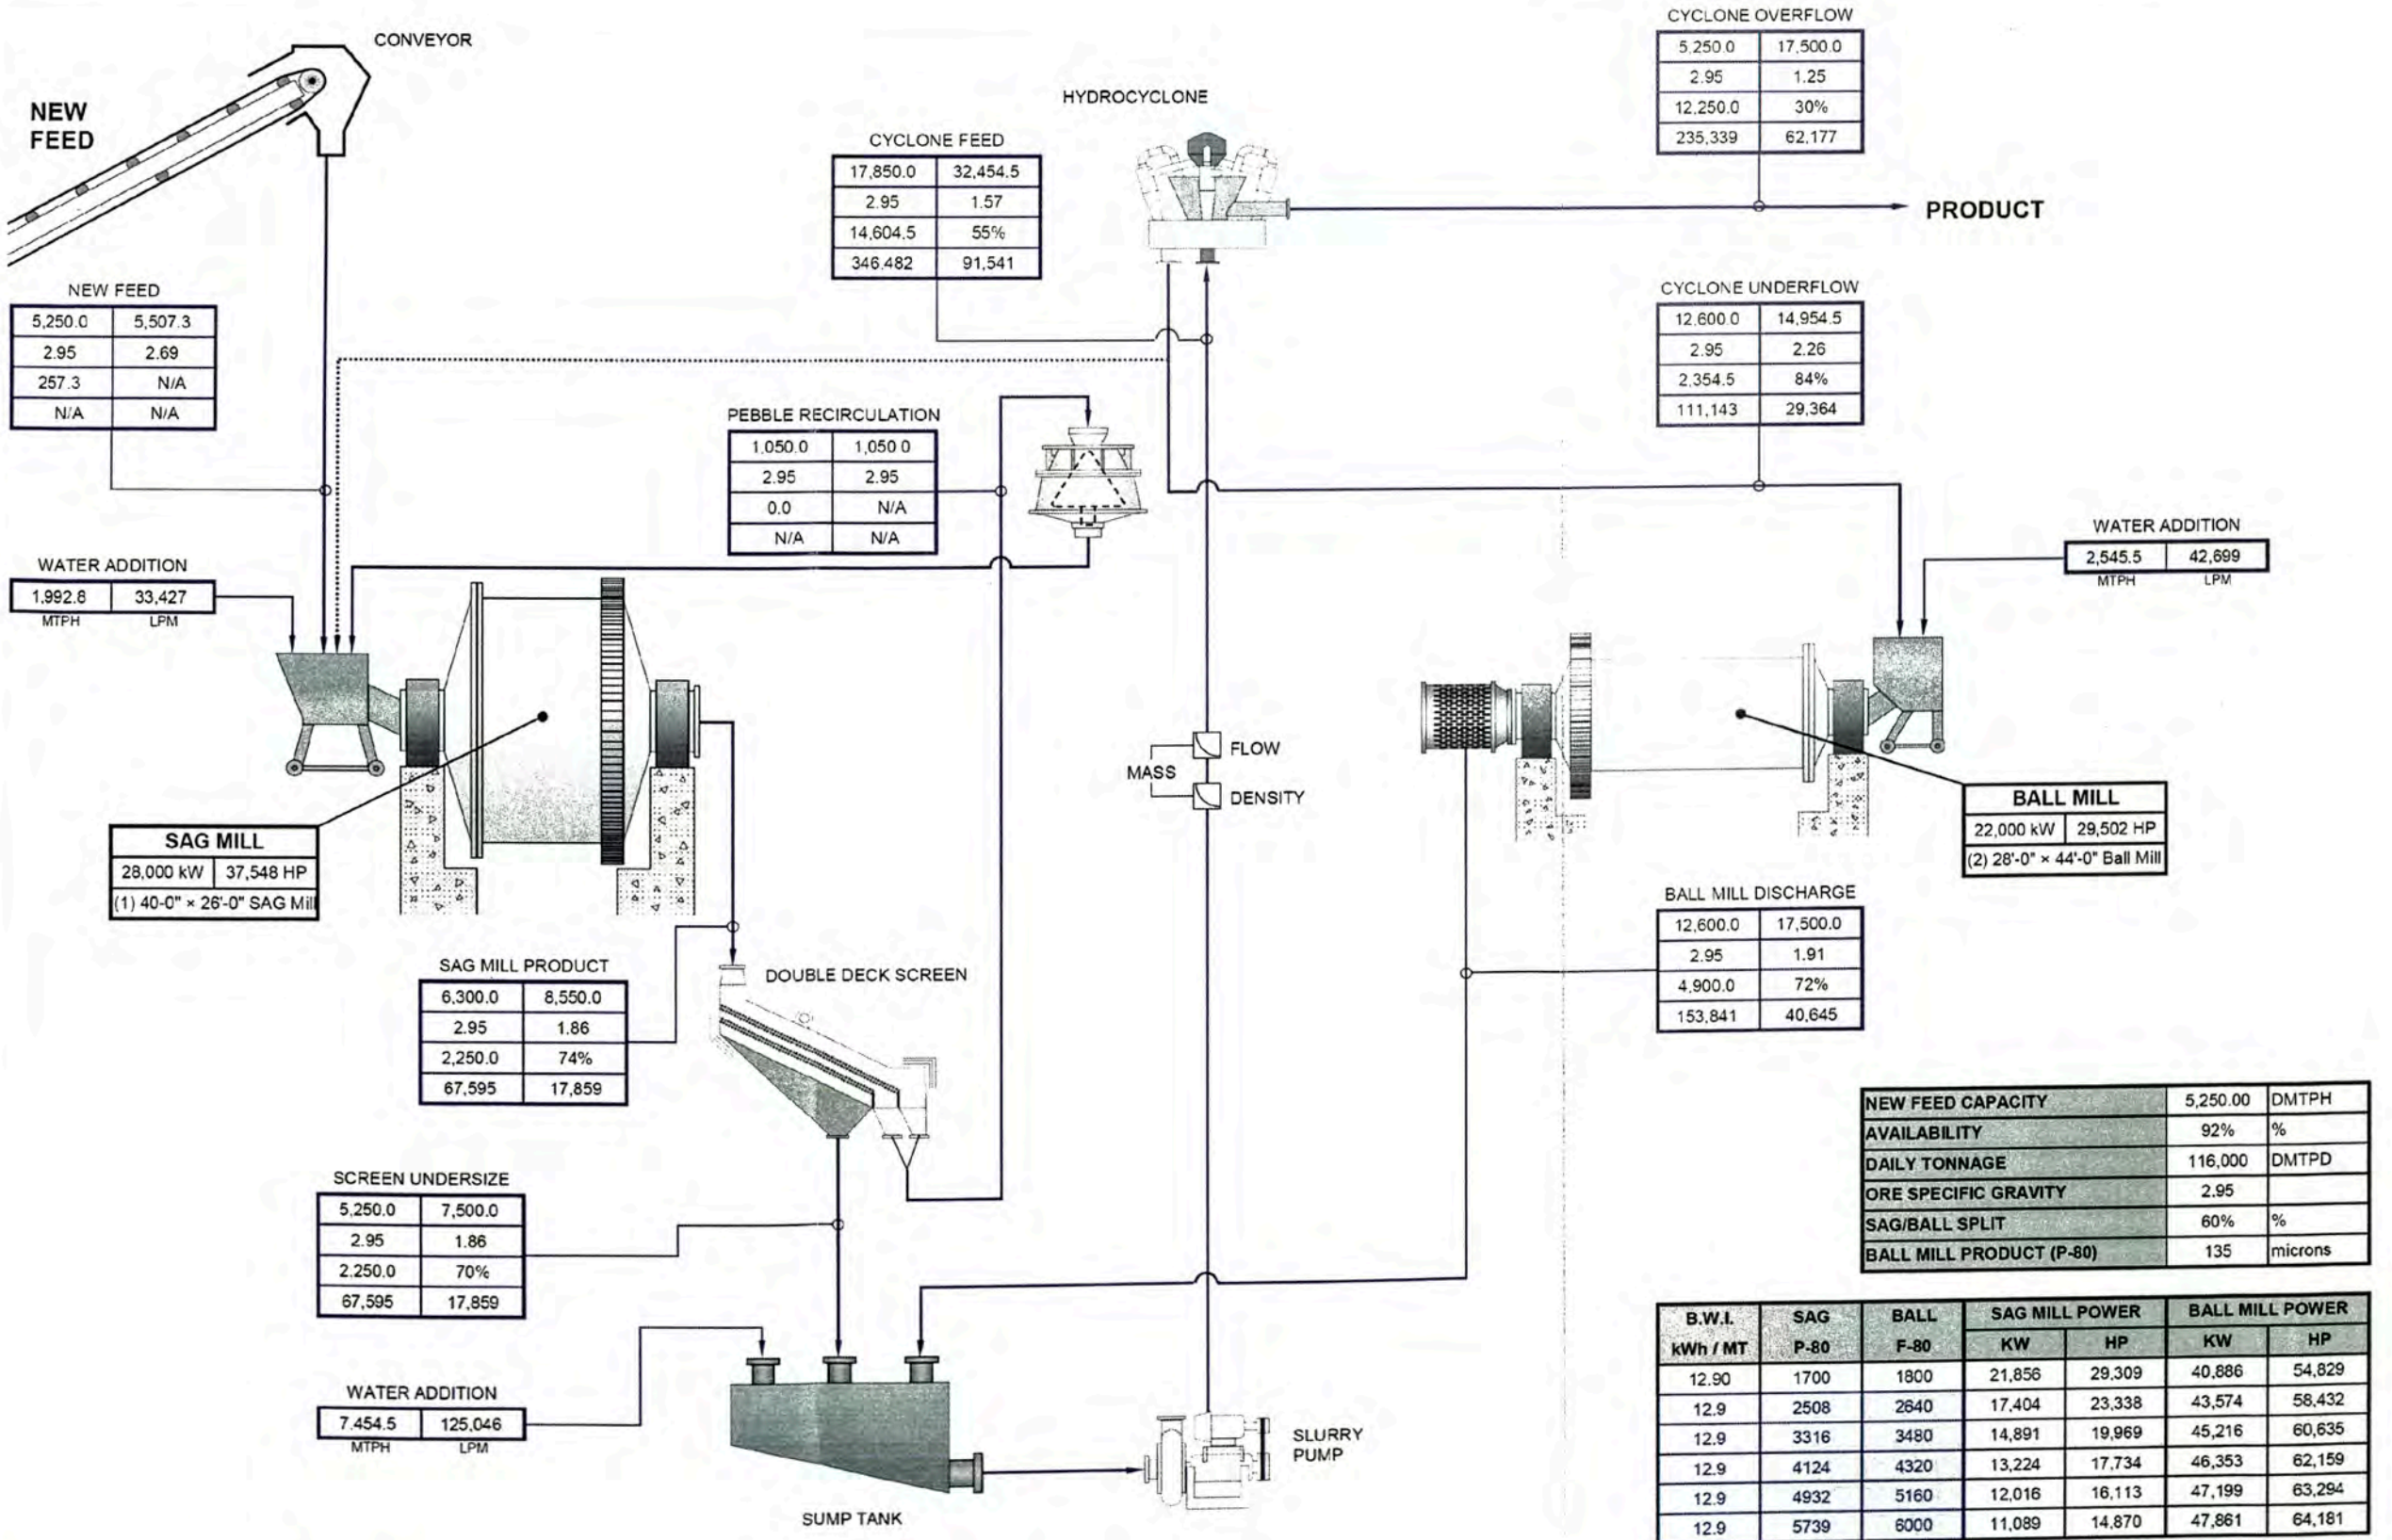 CONVEYOR
NEW
FEED
NEW FEED
5,250.0 5,507.3
2.95 2.69
257.3 N/A
N/A N/A
WATER ADDITION
1,992.8 33,427
MTPH LPM
SAG MILL
28,000 kW 37,548 HP
(1) 40-0" × 26'-0" SAG Mill
SAG MILL PRODUCT
6,300.0 8,550.0
2.95 1.86
2,250.0 74%
67,595 17,859
DOUBLE DECK SCREEN
SCREEN UNDERSIZE
5,250.0 7,500.0
2.95 1.86
2.250.0 70%
67,595 17,859
WATER ADDITION
7.454.5 125,046
MTPH LPM
SUMP TANK
SLURRY
PUMP
CYCLONE FEED
17,850.0 32,454.5
2.95 1.57
14,604.5 55%
346,482 91,541
HYDROCYCLONE
PEBBLE RECIRCULATION
1,050.0 1,050 0
2.95 2.95
0.0 N/A
N/A N/A
MASS
FLOW
DENSITY
CYCLONE OVERFLOW
5,250.0 17,500.0
2.95 1.25
12,250.0 30%
235,339 62,177
PRODUCT
CYCLONE UNDERFLOW
12,600.0 14,954.5
2.95 2.26
2,354.5 84%
111,143 29,364
WATER ADDITION
2,545.5 42,699
MTPH LPM
BALL MILL
22,000 kW 29,502 HP
(2) 28'-0" × 44'-0" Ball Mill
BALL MILL DISCHARGE
12,600.0 17,500.0
2.95 1.91
4,900.0 72%
153,841 40,645
NEW FEED CAPACITY 5,250.00 DMTPH
AVAILABILITY 92% %
DAILY TONNAGE 116,000 DMTPD
ORE SPECIFIC GRAVITY 2.95
SAG/BALL SPLIT 60% %
BALL MILL PRODUCT (P-80) 135 microns
B.W.I. SAG BALL SAG MILL POWER BALL MILL POWER
kWh / MT P-80 F-80 KW HP KW HP
12.90 1700 1800 21,856 29,309 40,886 54,829
12.9 2508 2640 17,404 23,338 43,574 58,432
12.9 3316 3480 14,891 19,969 45,216 60,635
12.9 4124 4320 13,224 17,734 46,353 62,159
12.9 4932 5160 12,016 16,113 47,199 63,294
12.9 5739 6000 11,089 14,870 47,861 64,181